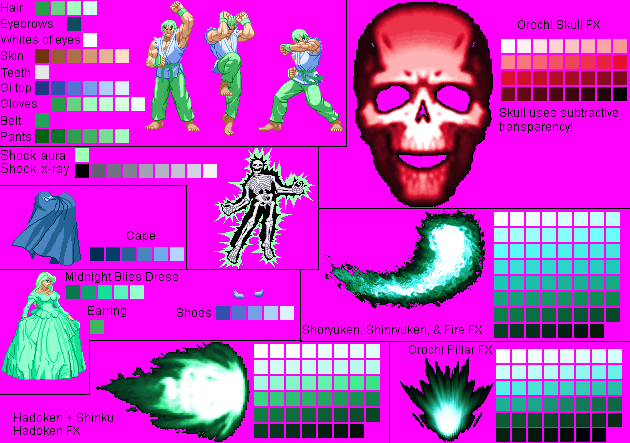 Hair
Eyebrows
Whites of eyes
Skin
Teeth
Gi top
Gloves
Belt
Pants
Shock aura
Shock x-ray
Orochi Skull FX
Skull uses subtractive
transparency!
Cape
Midnight Bliss Dress
Earring
Shoes
Shoryuken, Shinryuken, & Fire FX
Hadoken + Shinku
Hadoken FX
Orochi Pillar FX